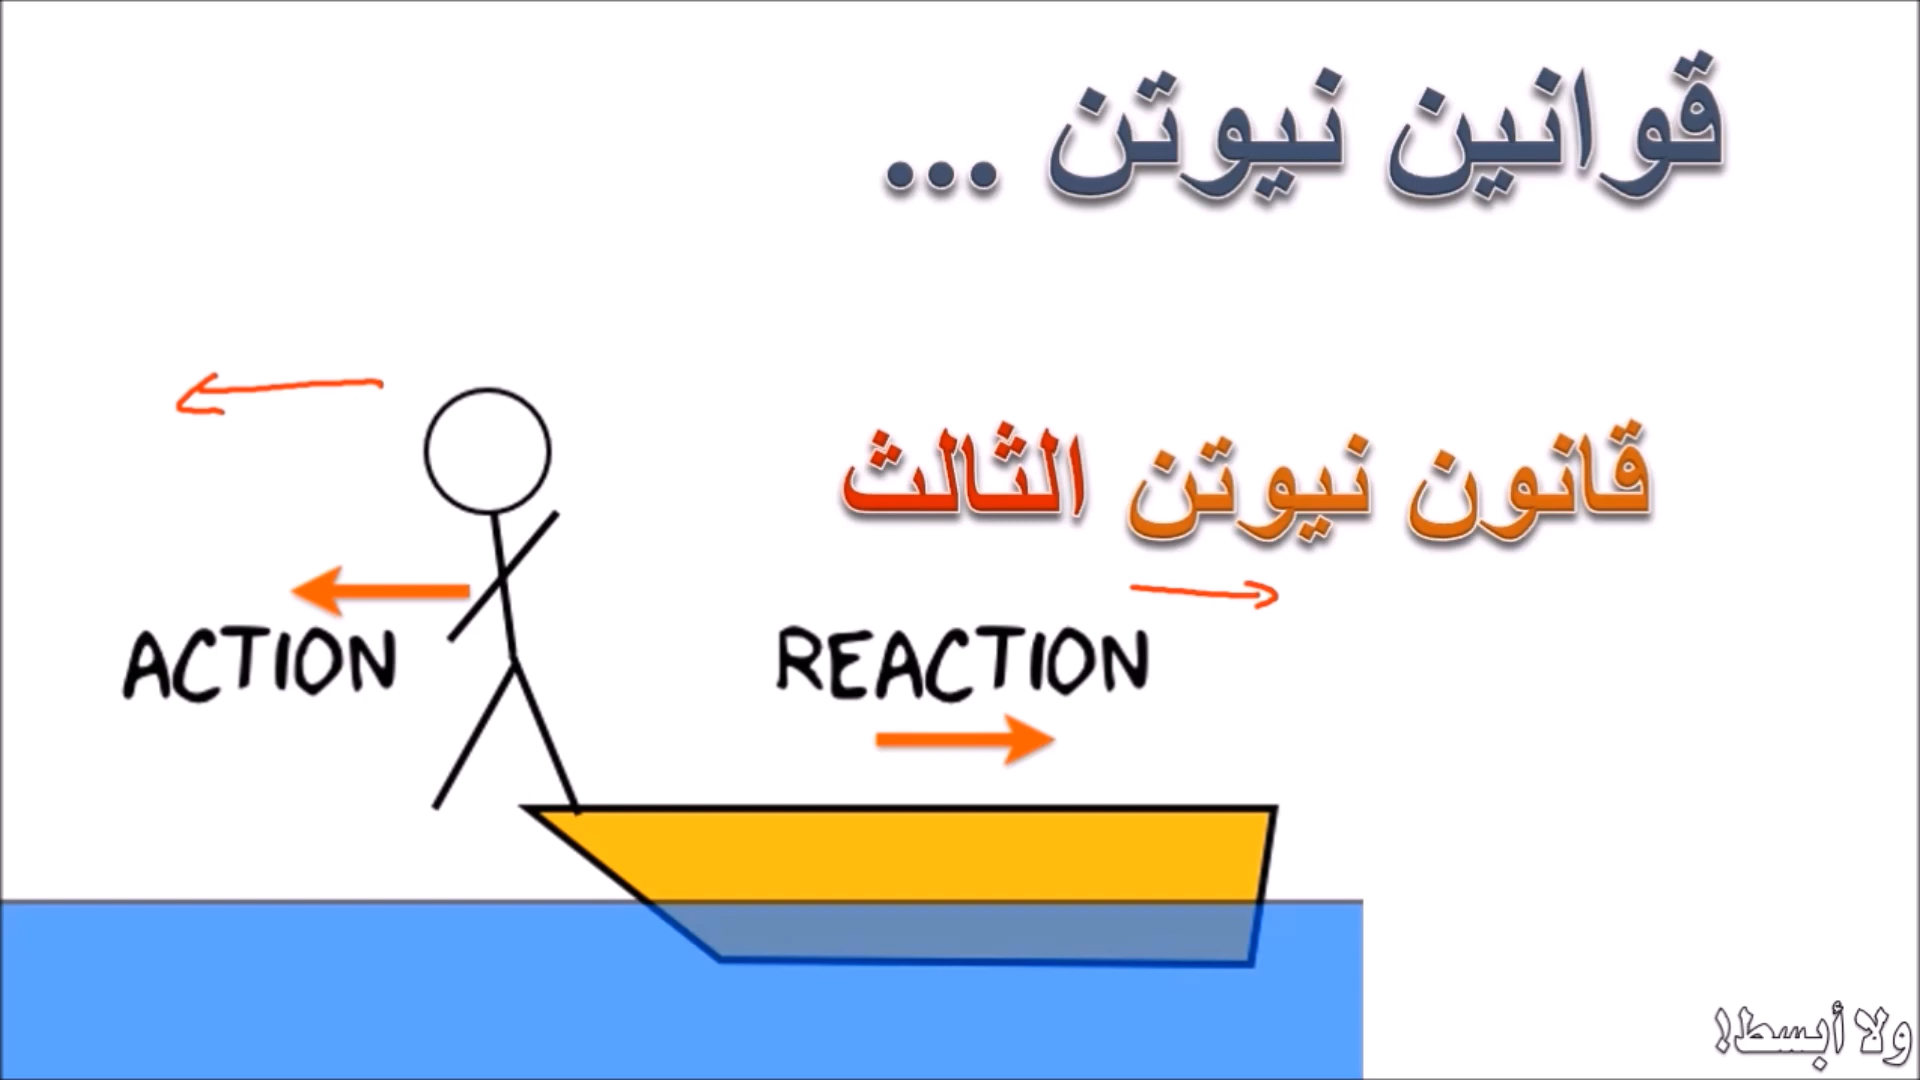 قوانين نيوتن ...
قانون نيوتن الثالث
ACTION
REACTION
ولا أبسط!